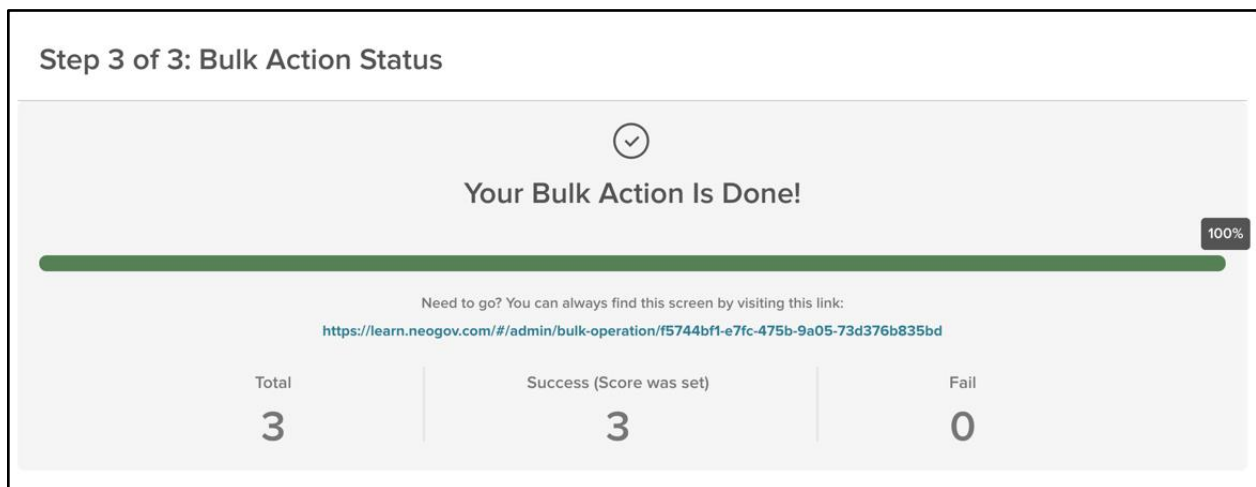 Step 3 of 3: Bulk Action Status
Your Bulk Action Is Done!
100%
Need to go? You can always find this screen by visiting this link:
https://learn.neogov.com/#/admin/bulk-operation/f5744bf1-e7fc-475b-9a05-73d376b835bd
Total
Success (Score was set)
Fail
3
3
0